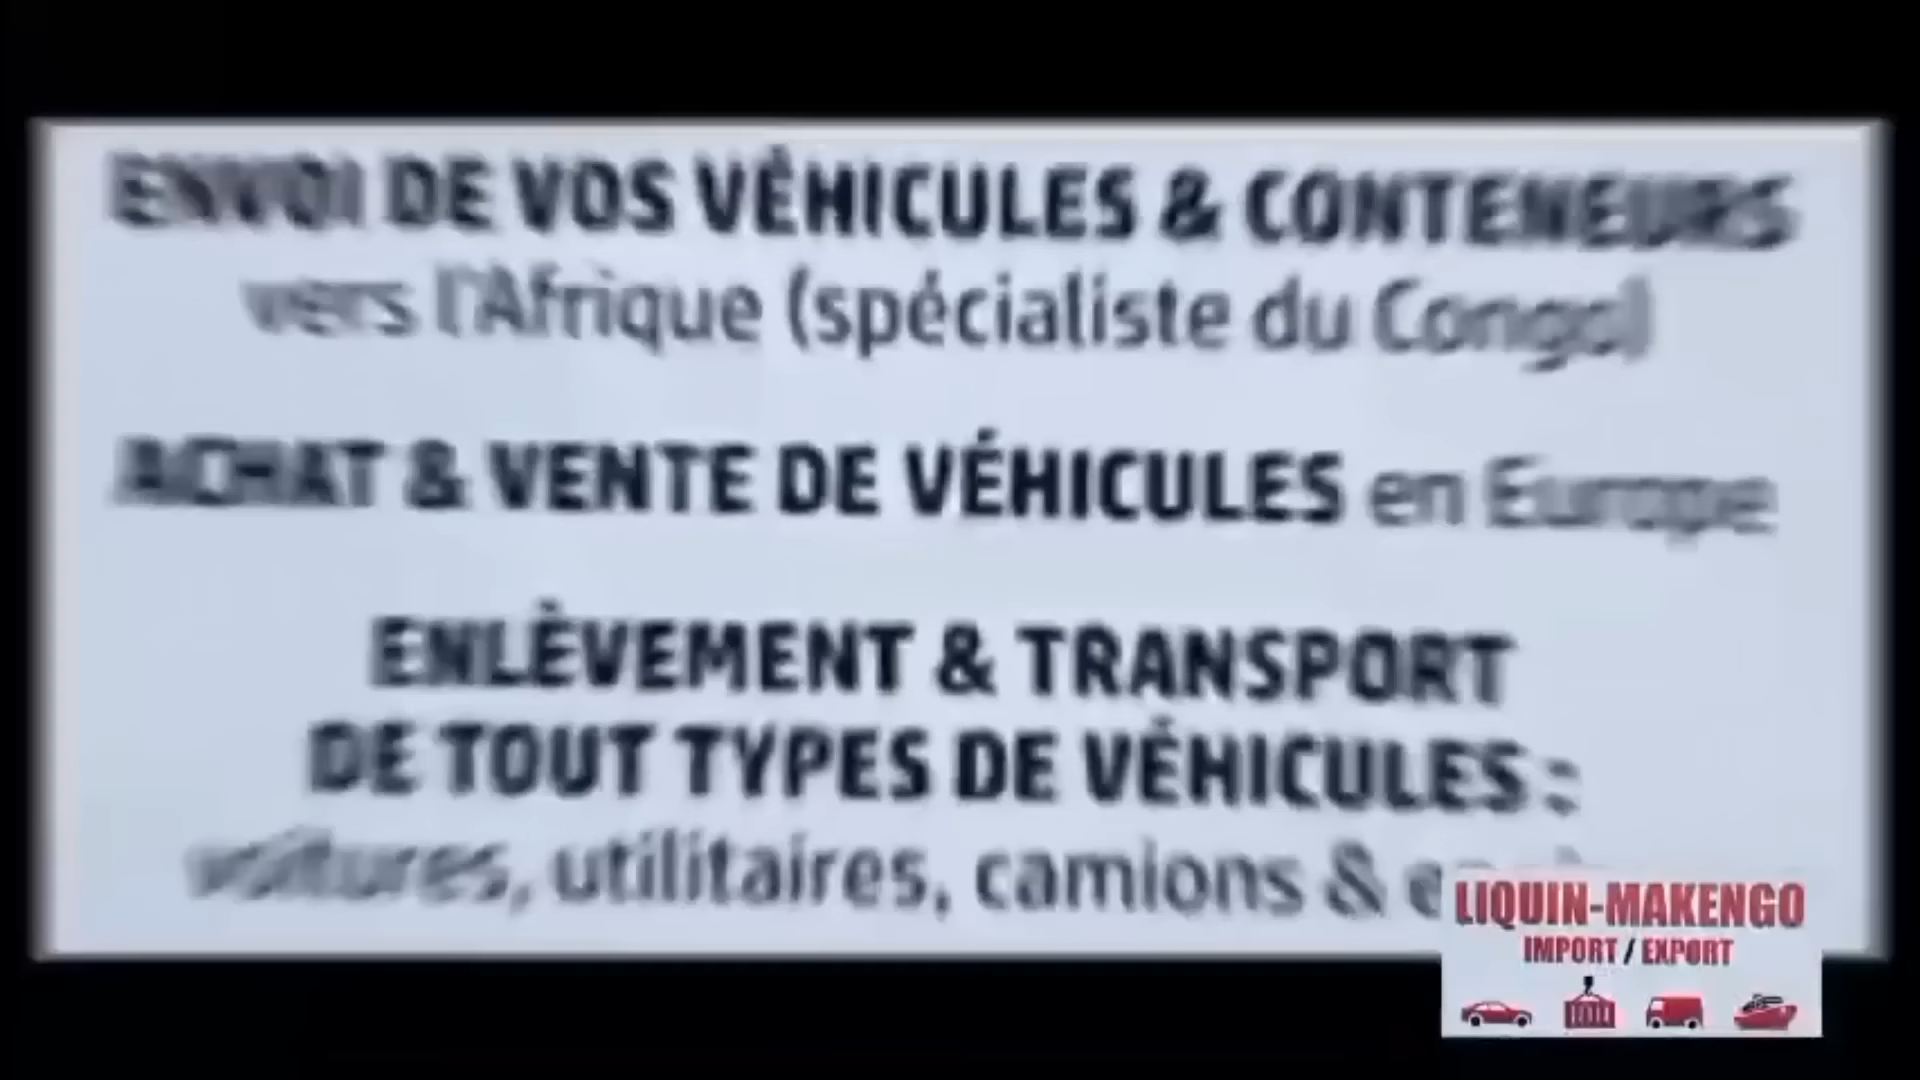 ENVOI DE VOS VÉHICULES & CONTENEURS
vers l'Afrique (spécialiste du Congo)
ACHAT & VENTE DE VÉHICULES en Europe
ENLÈVEMENT & TRANSPORT
DE TOUT TYPES DE VÉHICULES :
voitures, utilitaires, camions &
LIQUIN-MAKENGO
IMPORT / EXPORT